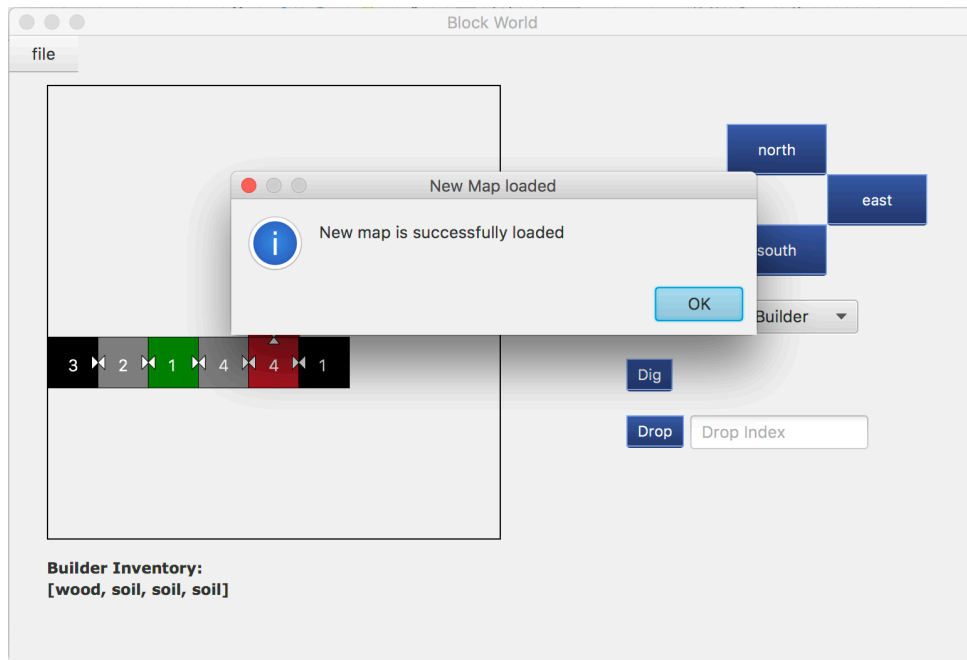 Block World
file
north
New Map loaded
east
New map is successfully loaded
south
OK
Builder
3 2 1 4 4 1
Dig
Drop Drop Index
Builder Inventory:
[wood, soil, soil, soil]